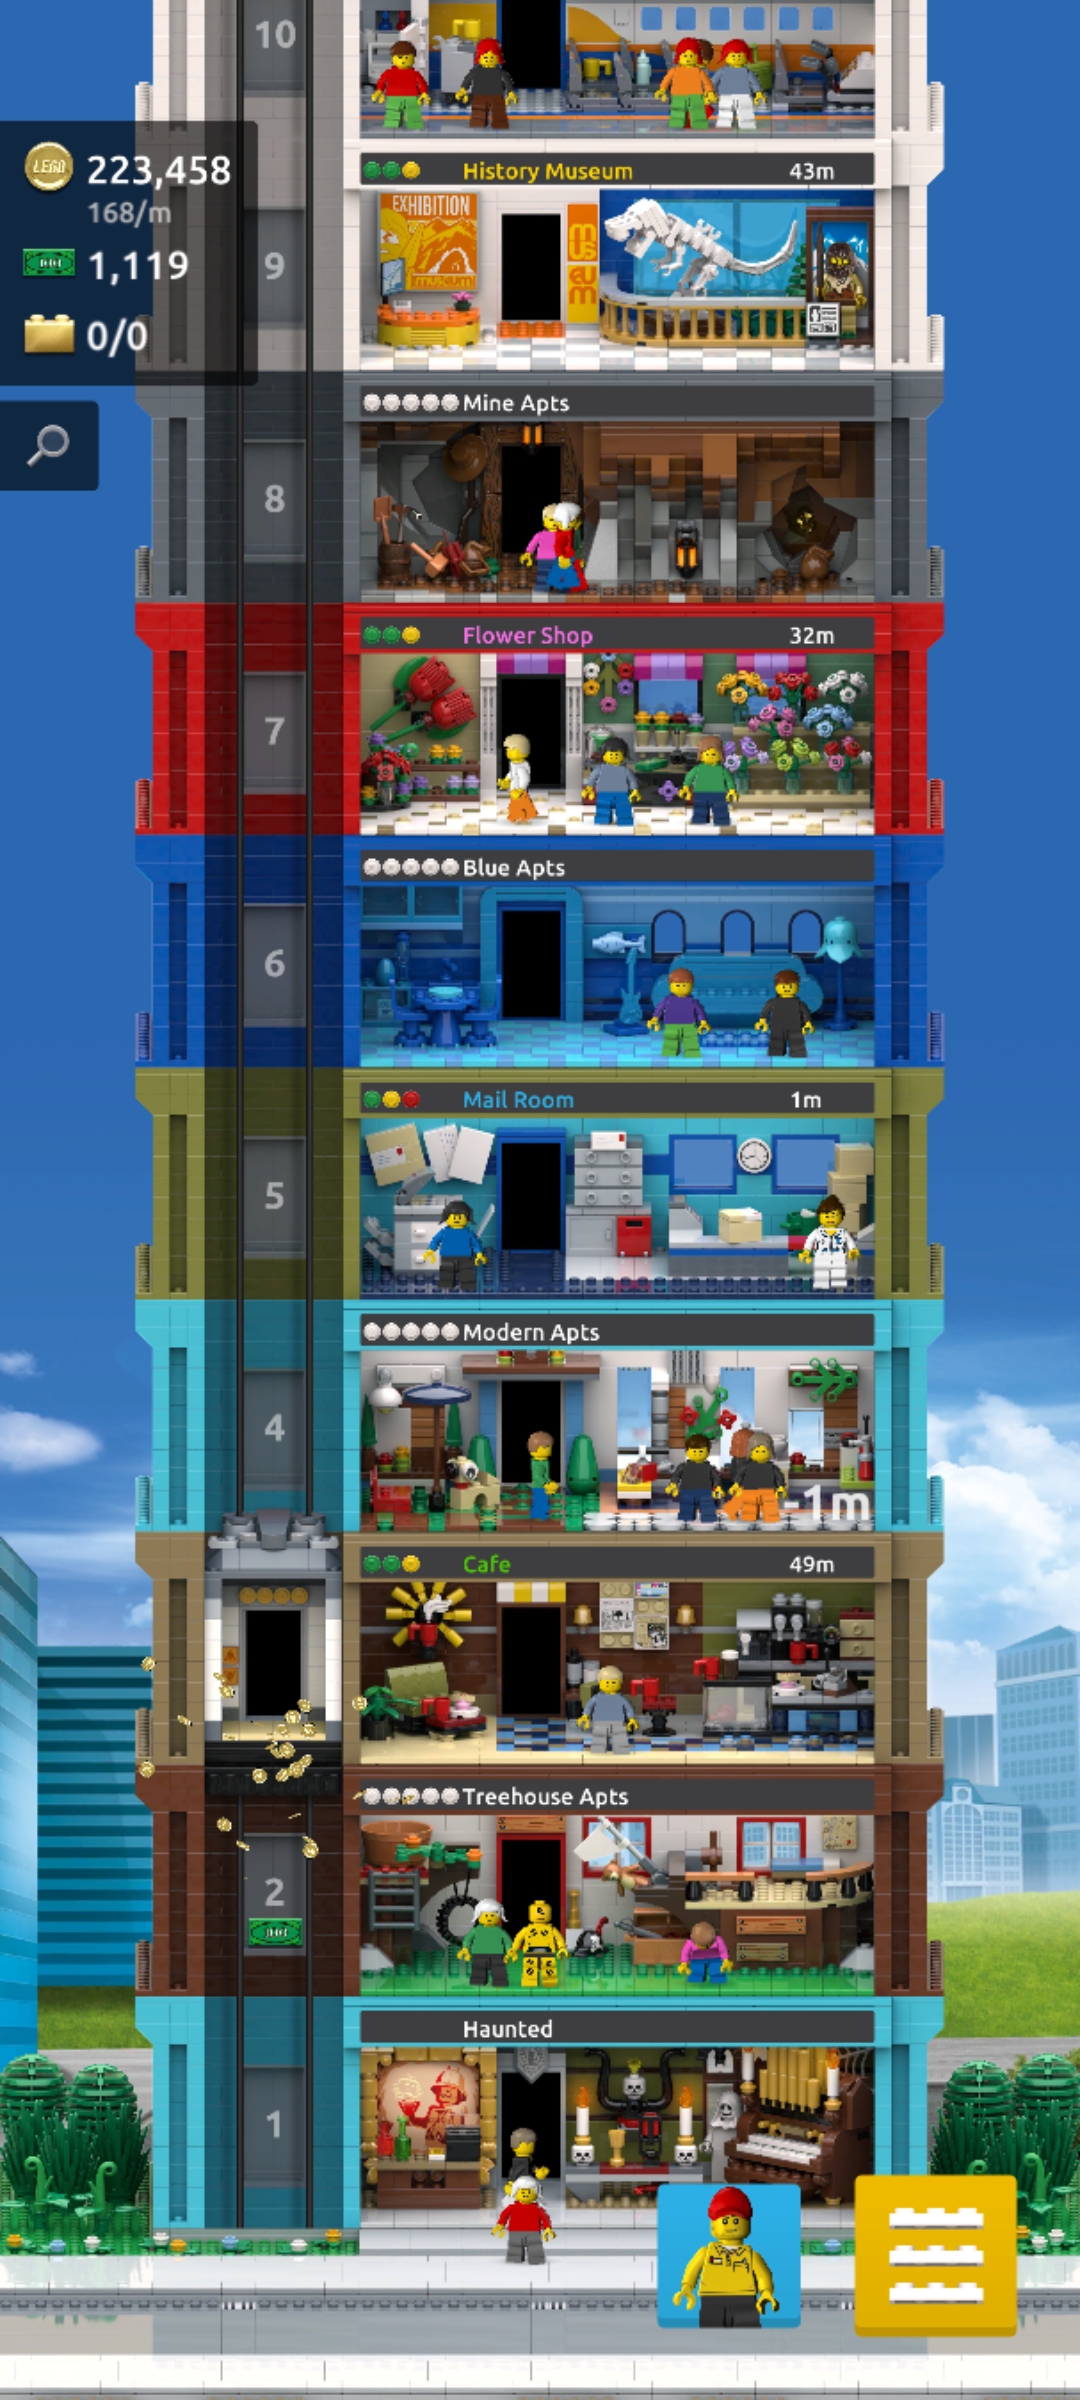 10
LEGO 223,458
168/m
1,119
0/0
History Museum 43m
EXHIBITION
museum
mus
eum
9
Mine Apts
8
Flower Shop 32m
7
Blue Apts
6
Mail Room 1m
5
Modern Apts
4
-1m
Cafe 49m
Treehouse Apts
2
Haunted
1